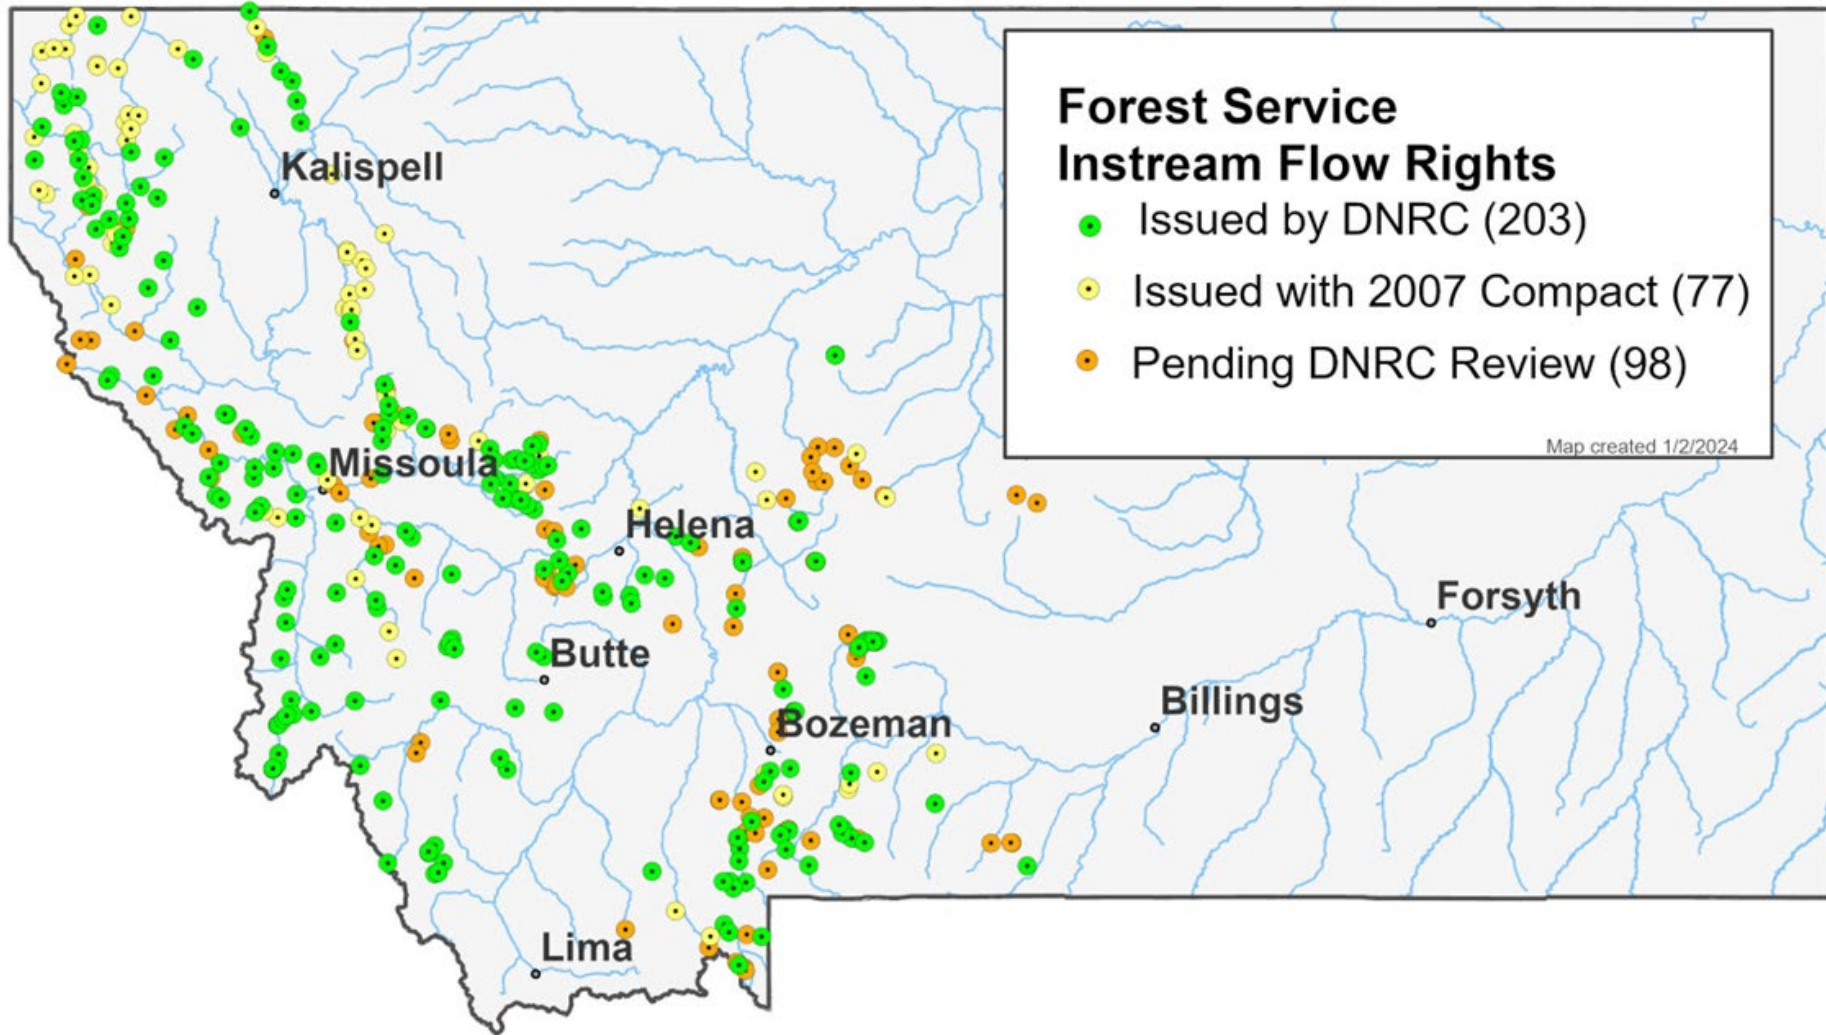 Forest Service
Instream Flow Rights
Issued by DNRC (203)
Issued with 2007 Compact (77)
Pending DNRC Review (98)
Map created 1/2/2024
Kalispell
Missoula
Helena
Forsyth
Butte
Billings
Bozeman
Lima